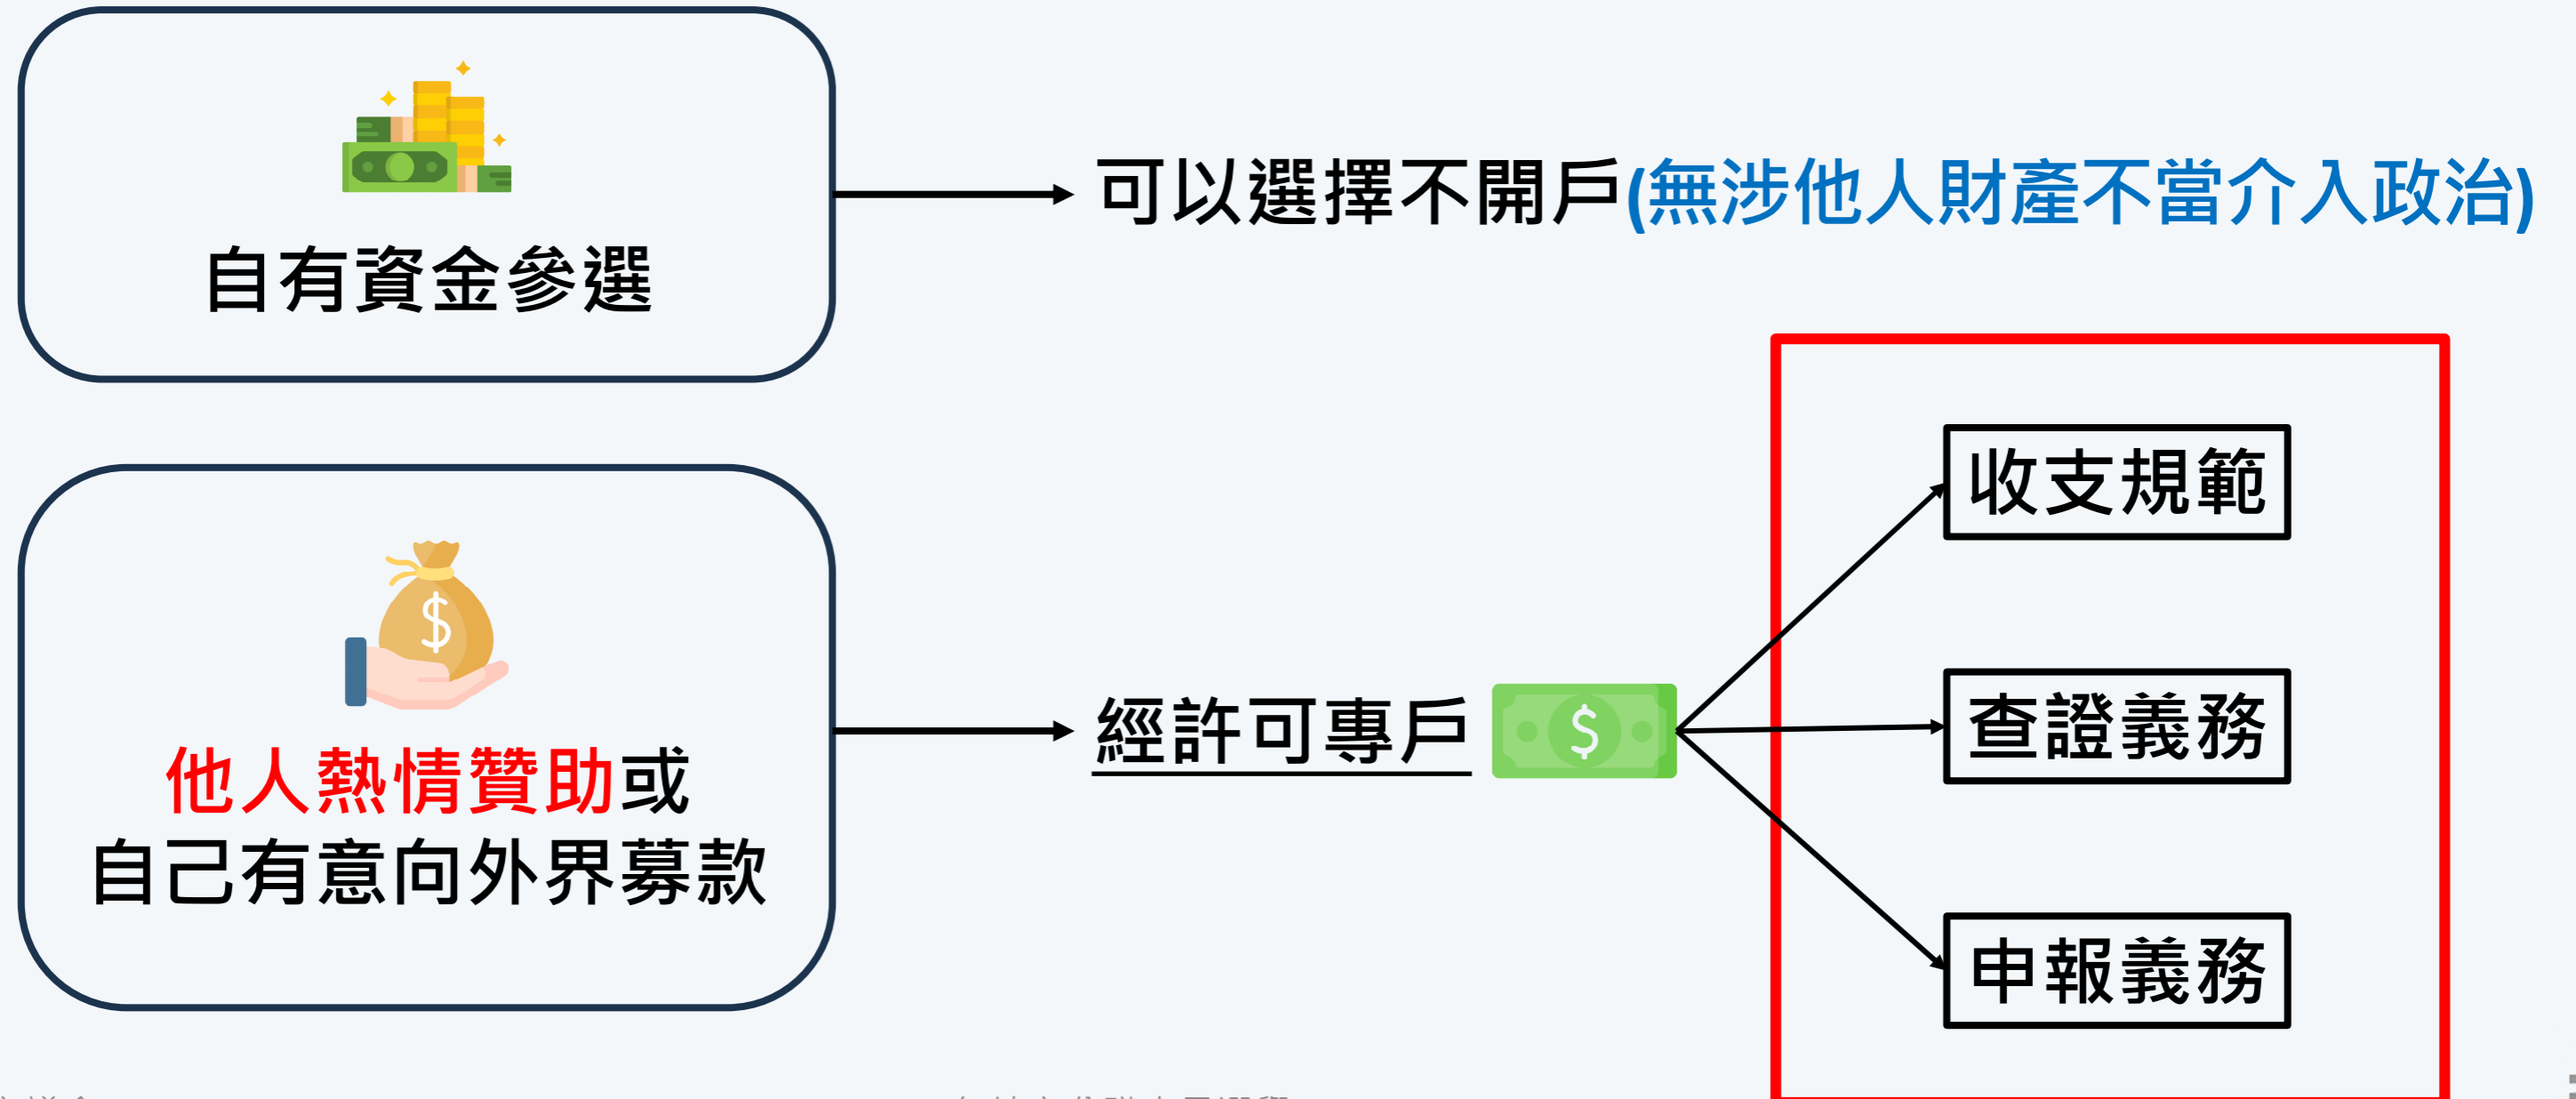 自有資金參選
可以選擇不開戶(無涉他人財產不當介入政治)
他人熱情贊助或
自己有意向外界募款
經許可專戶
收支規範
查證義務
申報義務